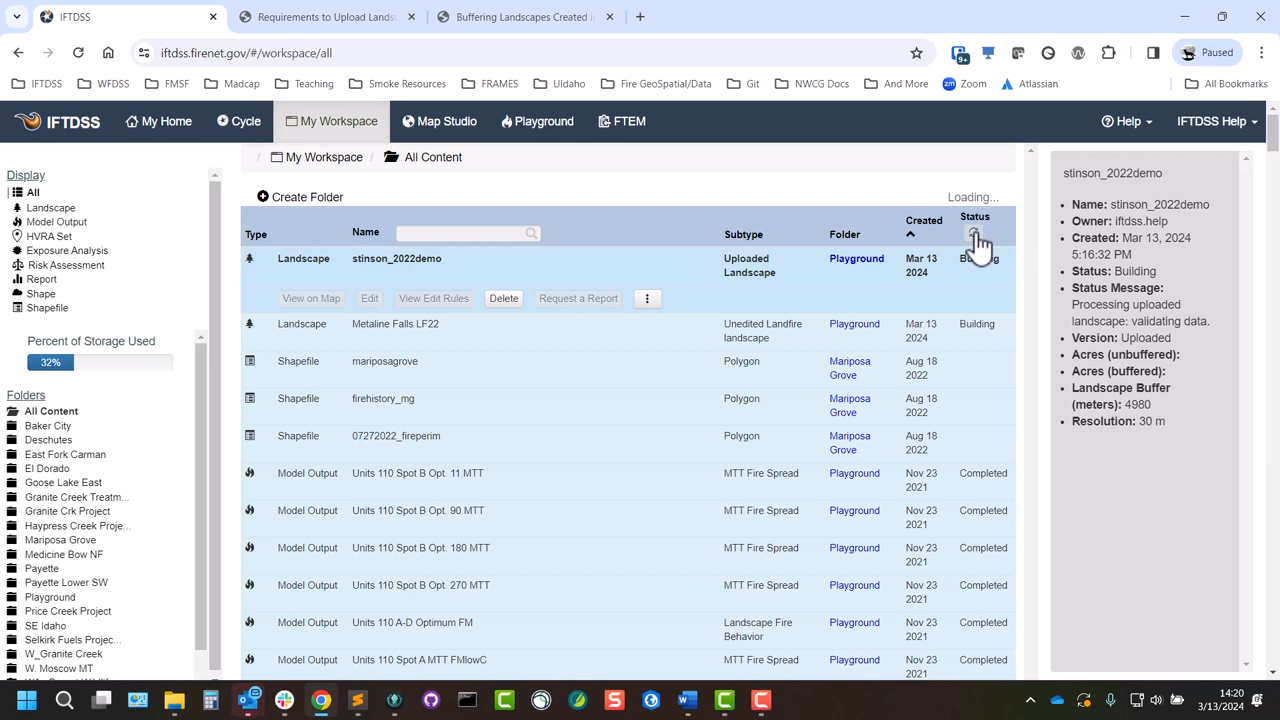 IFTDSS
Requirements to Upload Lands
Buffering Landscapes Created i
iftdss.firenet.gov/#/workspace/all
9+
Paused
IFTDSS
WFDSS
FMSF
Madcap
Teaching
Smoke Resources
FRAMES
UIdaho
Fire GeoSpatial/Data
Git
NWCG Docs
And More
Zoom
Atlassian
All Bookmarks
IFTDSS
My Home
Cycle
My Workspace
Map Studio
Playground
FTEM
Help
IFTDSS Help
/ My Workspace / All Content
Display
All
Landscape
Model Output
HVRA Set
Exposure Analysis
Risk Assessment
Report
Shape
Shapefile
Percent of Storage Used
32%
Folders
All Content
Baker City
Deschutes
East Fork Carman
El Dorado
Goose Lake East
Granite Creek Treatm...
Granite Crk Project
Haypress Creek Proje...
Mariposa Grove
Medicine Bow NF
Payette
Payette Lower SW
Playground
Price Creek Project
SE Idaho
Selkirk Fuels Projec...
W_Granite Creek
W. Moscow MT
Create Folder
Loading...
Type Name Subtype Folder Created Status
Landscape stinson_2022demo Uploaded Landscape Playground Mar 13 2024
View on Map Edit View Edit Rules Delete Request a Report
Landscape Metaline Falls LF22 Unedited Landfire landscape Playground Mar 13 2024 Building
Shapefile mariposagrove Polygon Mariposa Grove Aug 18 2022
Shapefile firehistory_mg Polygon Mariposa Grove Aug 18 2022
Shapefile 07272022_fireperim Polygon Mariposa Grove Aug 18 2022
Model Output Units 110 Spot B Opt. 11 MTT MTT Fire Spread Playground Nov 23 2021 Completed
Model Output Units 110 Spot B Opt. 90 MTT MTT Fire Spread Playground Nov 23 2021 Completed
Model Output Units 110 Spot B Opt. 180 MTT MTT Fire Spread Playground Nov 23 2021 Completed
Model Output Units 110 Spot B Opt. 270 MTT MTT Fire Spread Playground Nov 23 2021 Completed
Model Output Units 110 A-D Optimum FM Landscape Fire Behavior Playground Nov 23 2021 Completed
Model Output Units 110 Spot A MTT FMlowC MTT Fire Spread Playground Nov 23 2021 Completed
stinson_2022demo
Name: stinson_2022demo
Owner: iftdss.help
Created: Mar 13, 2024
5:16:32 PM
Status: Building
Status Message:
Processing uploaded
landscape: validating data.
Version: Uploaded
Acres (unbuffered):
Acres (buffered):
Landscape Buffer
(meters): 4980
Resolution: 30 m
14:20
3/13/2024